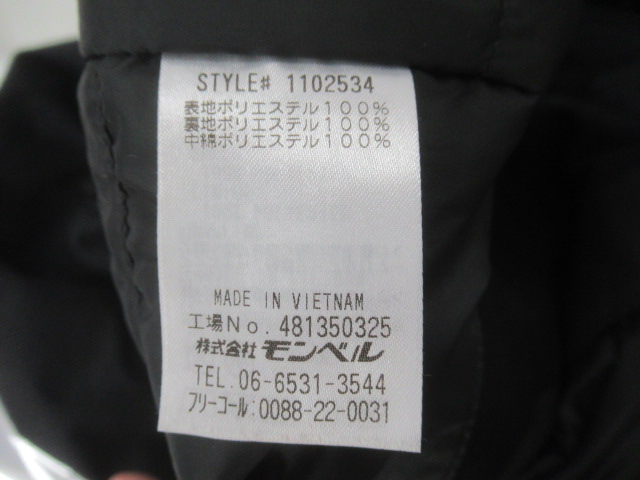 STYLE# 1102534
表地ポリエステル100%
裏地ポリエステル100%
中綿ポリエステル100%
MADE IN VIETNAM
工場No. 481350325
株式会社モンベル
TEL. 06-6531-3544
フリーコール:0088-22-0031